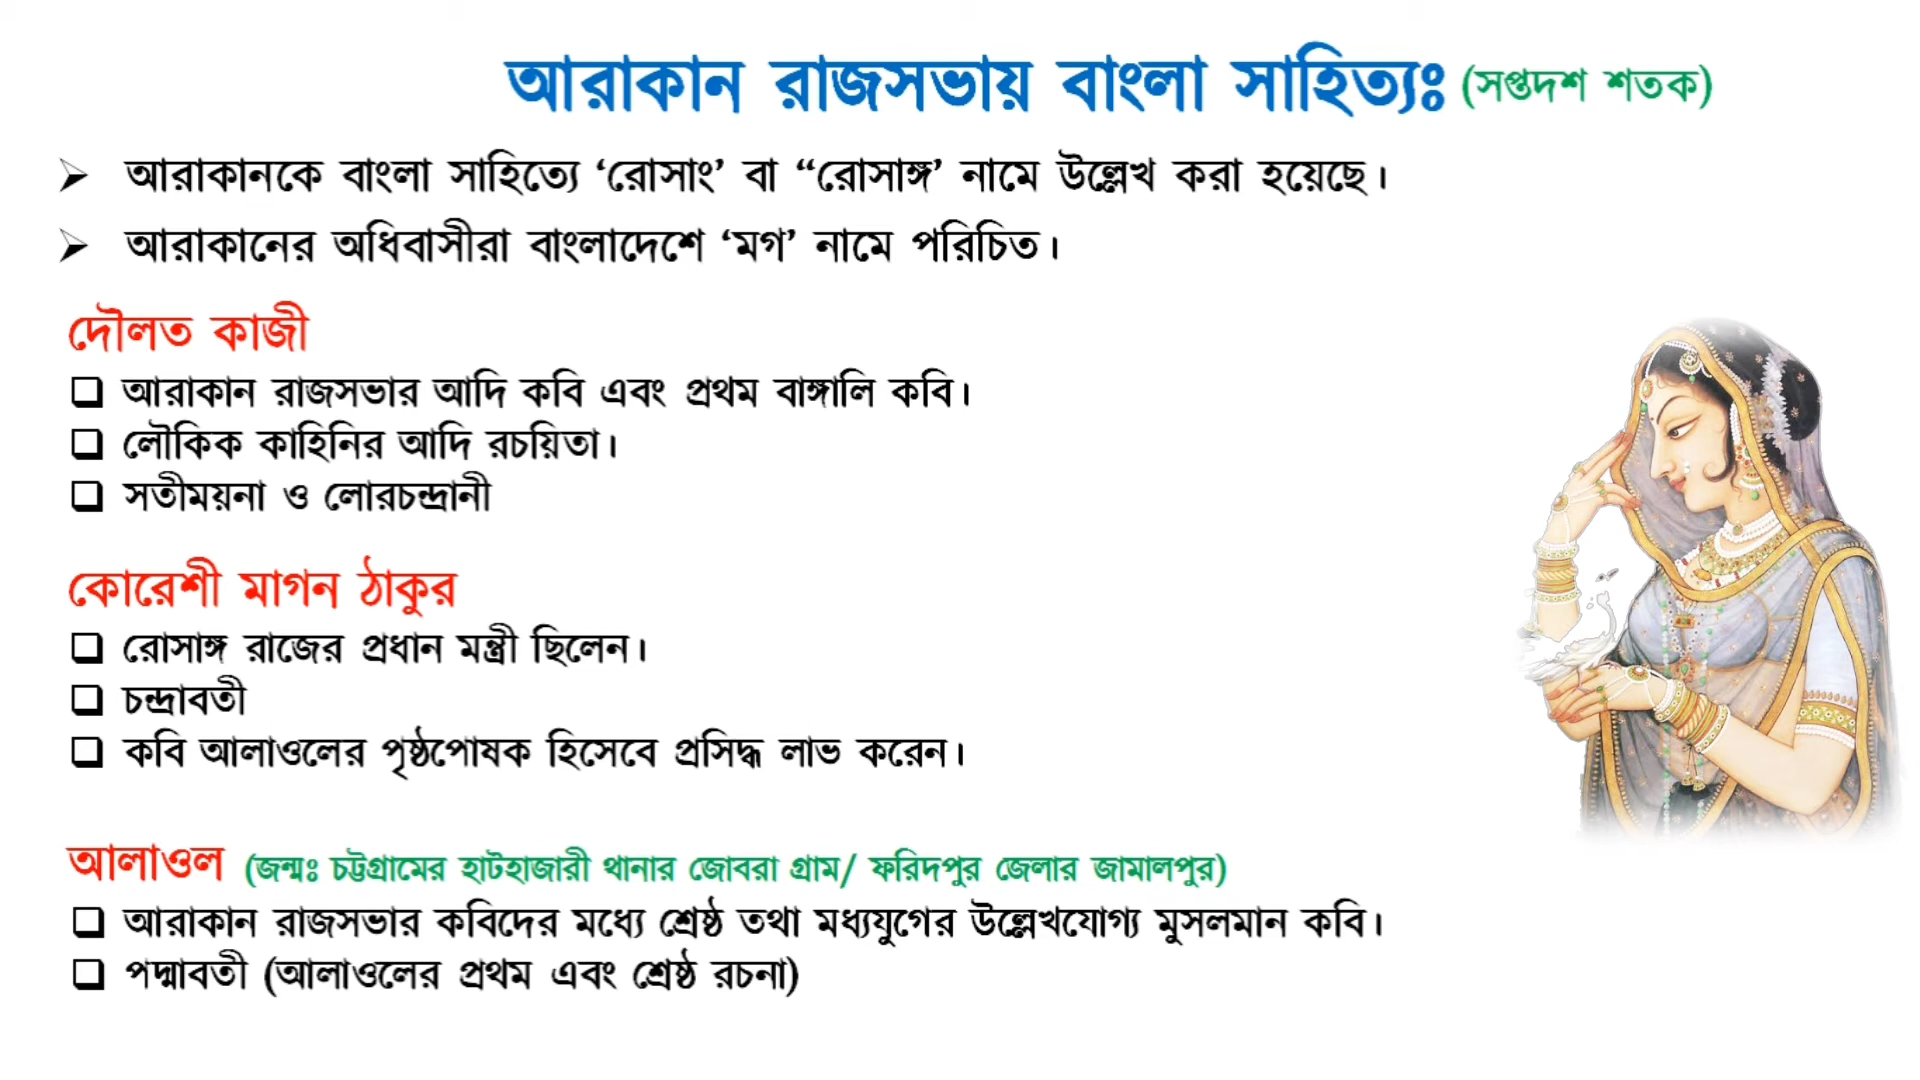 আরাকান রাজসভায় বাংলা সাহিত্যঃ (সপ্তদশ শতক)
আরাকানকে বাংলা সাহিত্যে ‘রোসাং’ বা “রোসাঙ্গ’ নামে উল্লেখ করা হয়েছে।
আরাকানের অধিবাসীরা বাংলাদেশে ‘মগ’ নামে পরিচিত।
দৌলত কাজী
আরাকান রাজসভার আদি কবি এবং প্রথম বাঙ্গালি কবি।
লৌকিক কাহিনির আদি রচয়িতা।
সতীময়না ও লোরচন্দ্রানী
কোরেশী মাগন ঠাকুর
রোসাঙ্গ রাজের প্রধান মন্ত্রী ছিলেন।
চন্দ্রাবতী
কবি আলাওলের পৃষ্ঠপোষক হিসেবে প্রসিদ্ধ লাভ করেন।
আলাওল (জন্মঃ চট্টগ্রামের হাটহাজারী থানার জোবরা গ্রাম/ ফরিদপুর জেলার জামালপুর)
আরাকান রাজসভার কবিদের মধ্যে শ্রেষ্ঠ তথা মধ্যযুগের উল্লেখযোগ্য মুসলমান কবি।
পদ্মাবতী (আলাওলের প্রথম এবং শ্রেষ্ঠ রচনা)